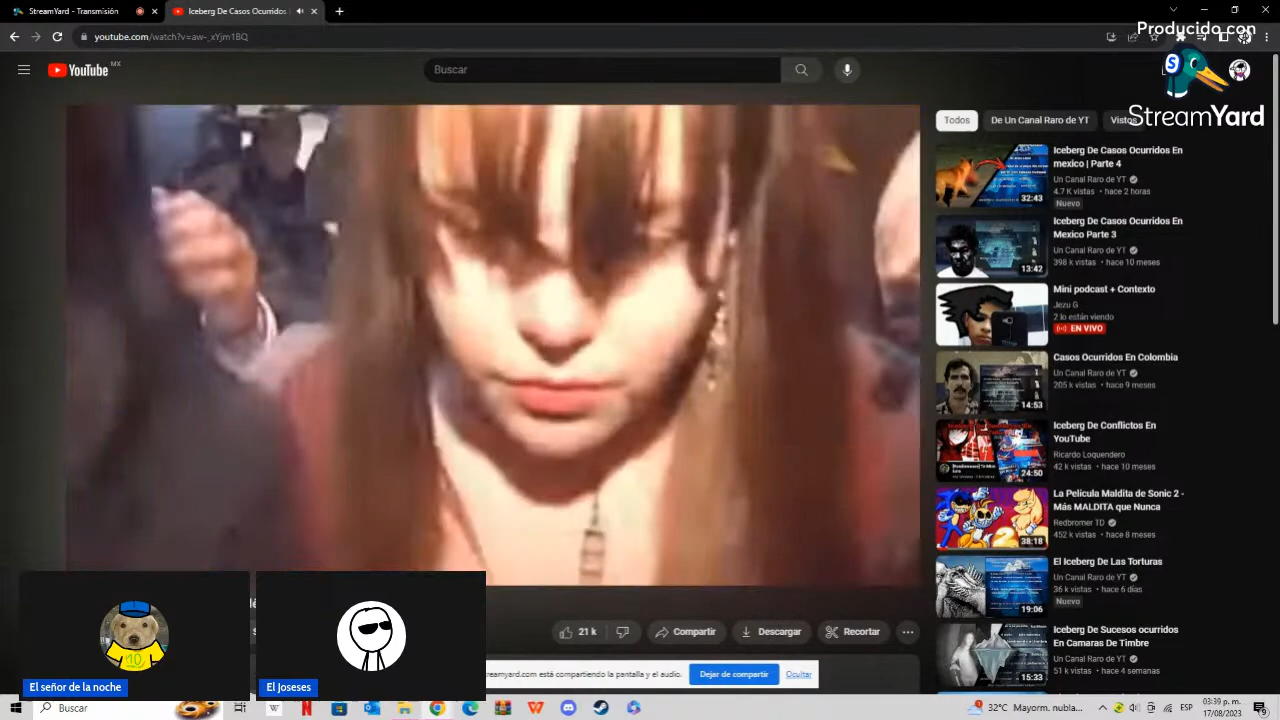 StreamYard - Transmisión
Iceberg De Casos Ocurridos
youtube.com/watch?v=aw-_xYjm1BQ
Producido con
StreamYard
YouTube MX
Buscar
Todos
De Un Canal Raro de YT
Vistos
Iceberg De Casos Ocurridos En
mexico | Parte 4
Un Canal Raro de YT
4.7 K vistas • hace 2 horas
Nuevo
32:43
Iceberg De Casos Ocurridos En
Mexico Parte 3
Un Canal Raro de YT
398 k vistas • hace 10 meses
13:42
Mini podcast + Contexto
Jezu G
2 lo están viendo
EN VIVO
Casos Ocurridos En Colombia
Un Canal Raro de YT
205 k vistas • hace 9 meses
14:53
Iceberg De Conflictos En
YouTube
Ricardo Loquendero
42 k vistas • hace 10 meses
24:50
La Película Maldita de Sonic 2 -
Más MALDITA que Nunca
Redbromer TD
452 k vistas • hace 8 meses
38:18
El Iceberg De Las Torturas
Un Canal Raro de YT
36 k vistas • hace 6 días
Nuevo
19:06
Iceberg De Sucesos ocurridos
En Camaras De Timbre
Un Canal Raro de YT
51 k vistas • hace 4 semanas
15:33
Compartir
Descargar
Recortar
10
El señor de la noche
El Joseses
eamyard.com está compartiendo la pantalla y el audio.
Dejar de compartir
Ocultar
Buscar
32°C Mayorm. nubla...
ESP
03:39 p. m.
17/08/2023